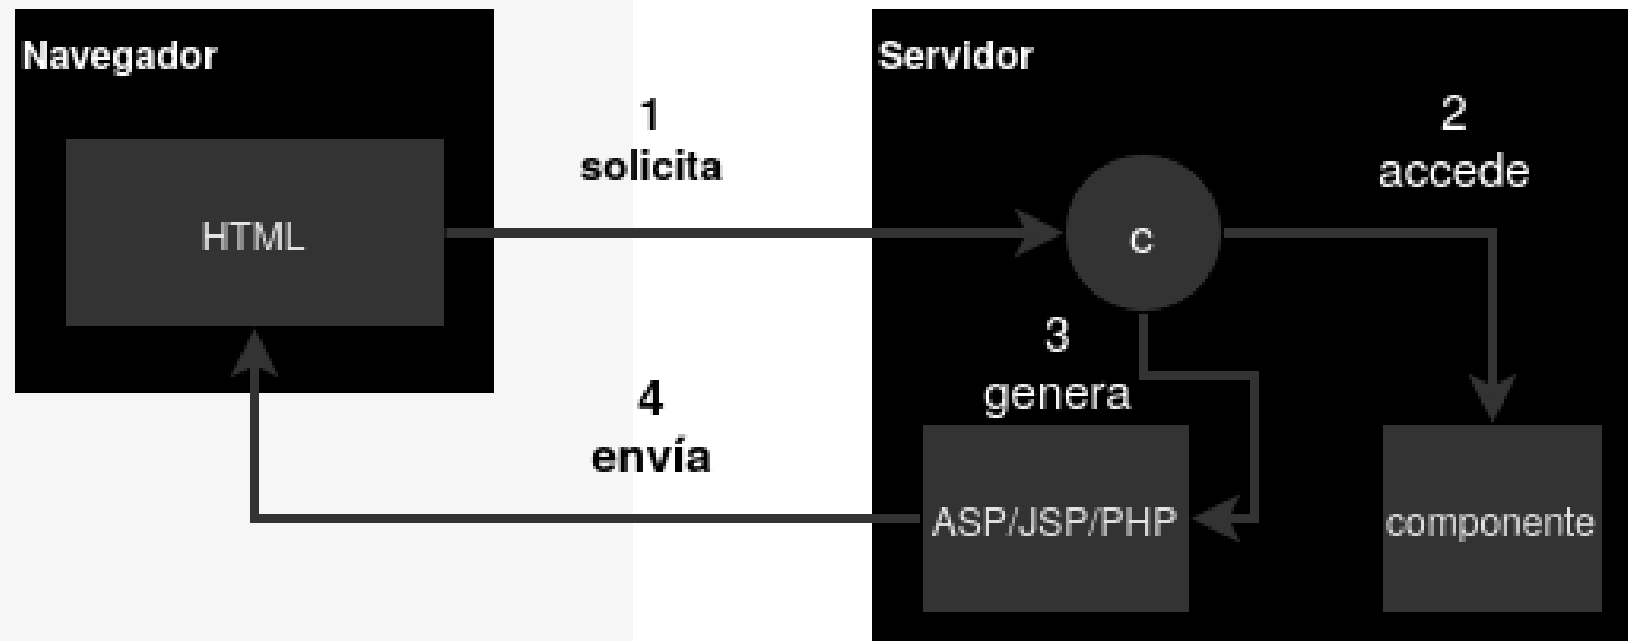 Navegador
HTML
1
solicita
4
envía
Servidor
c
2
accede
3
genera
ASP/JSP/PHP
componente